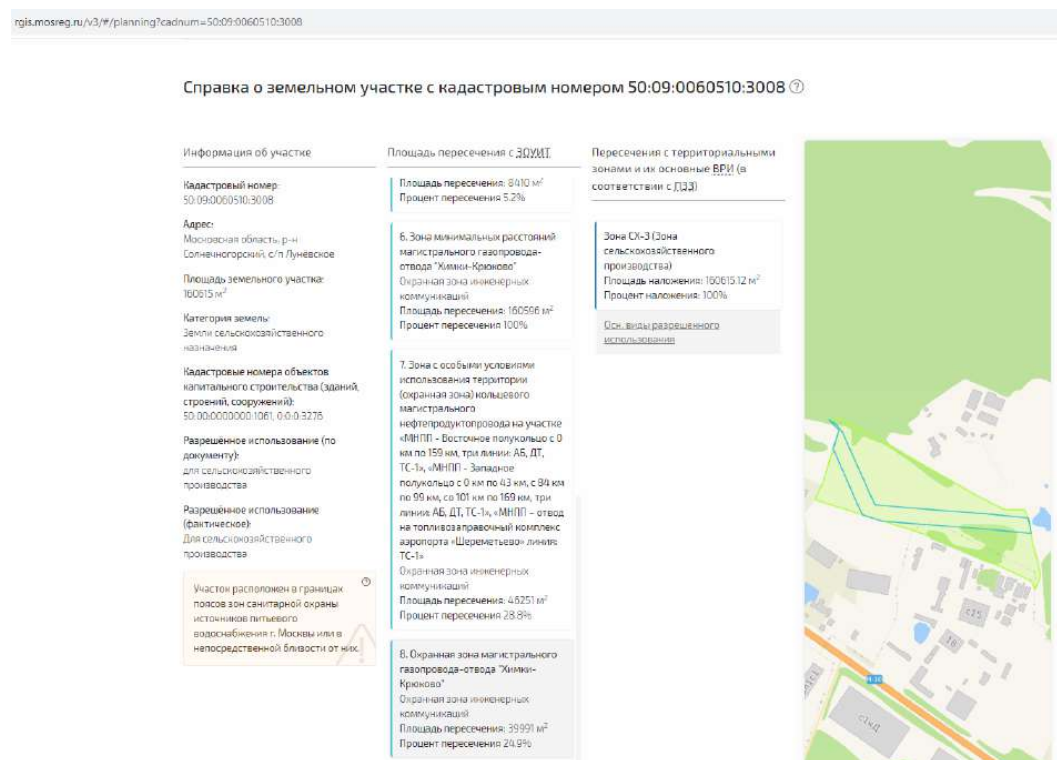 rgis.mosreg.ru/v3/#/planning?cadnum=50:09:0060510:3008
Справка о земельном участке с кадастровым номером 50:09:0060510:3008
Информация об участке
Кадастровый номер:
50:09:0060510:3008
Адрес:
Московская область, р-н
Солнечногорский, с/п Лунёвское
Площадь земельного участка:
160615 м²
Категория земель:
Земли сельскохозяйственного
назначения
Кадастровые номера объектов
капитального строительства (зданий,
строений, сооружений):
50:00:0000000:1061, 0:0:0:3276
Разрешённое использование (по
документу):
для сельскохозяйственного
производства
Разрешённое использование
(фактическое):
Для сельскохозяйственного
производства
Участок расположен в границах
поясов зон санитарной охраны
источников питьевого
водоснабжения г. Москвы или в
непосредственной близости от них.
Площадь пересечения с ЗОУИТ
Площадь пересечения: 8410 м²
Процент пересечения 5.2%
6. Зона минимальных расстояний
магистрального газопровода-
отвода "Химки-Крюково"
Охранная зона инженерных
коммуникаций
Площадь пересечения: 160596 м²
Процент пересечения 100%
7. Зона с особыми условиями
использования территории
(охранная зона) кольцевого
магистрального
нефтепродуктопровода на участке
«МНПП - Восточное полукольцо с 0
км по 159 км, три линии: АБ, ДТ,
ТС-1», «МНПП - Западное
полукольцо с 0 км по 43 км, с 84 км
по 99 км, со 101 км по 169 км, три
линии: АБ, ДТ, ТС-1», «МНПП – отвод
на топливозаправочный комплекс
аэропорта «Шереметьево» линия:
ТС-1»
Охранная зона инженерных
коммуникаций
Площадь пересечения: 46251 м²
Процент пересечения 28.8%
8. Охранная зона магистрального
газопровода-отвода "Химки-
Крюково"
Охранная зона инженерных
коммуникаций
Площадь пересечения: 39991 м²
Процент пересечения 24.9%
Пересечения с территориальными
зонами и их основные ВРИ (в
соответствии с ПЗЗ)
Зона СХ-3 (Зона
сельскохозяйственного
производства)
Площадь наложения: 160615.12 м²
Процент наложения: 100%
Осн. виды разрешенного
использования
с15
16